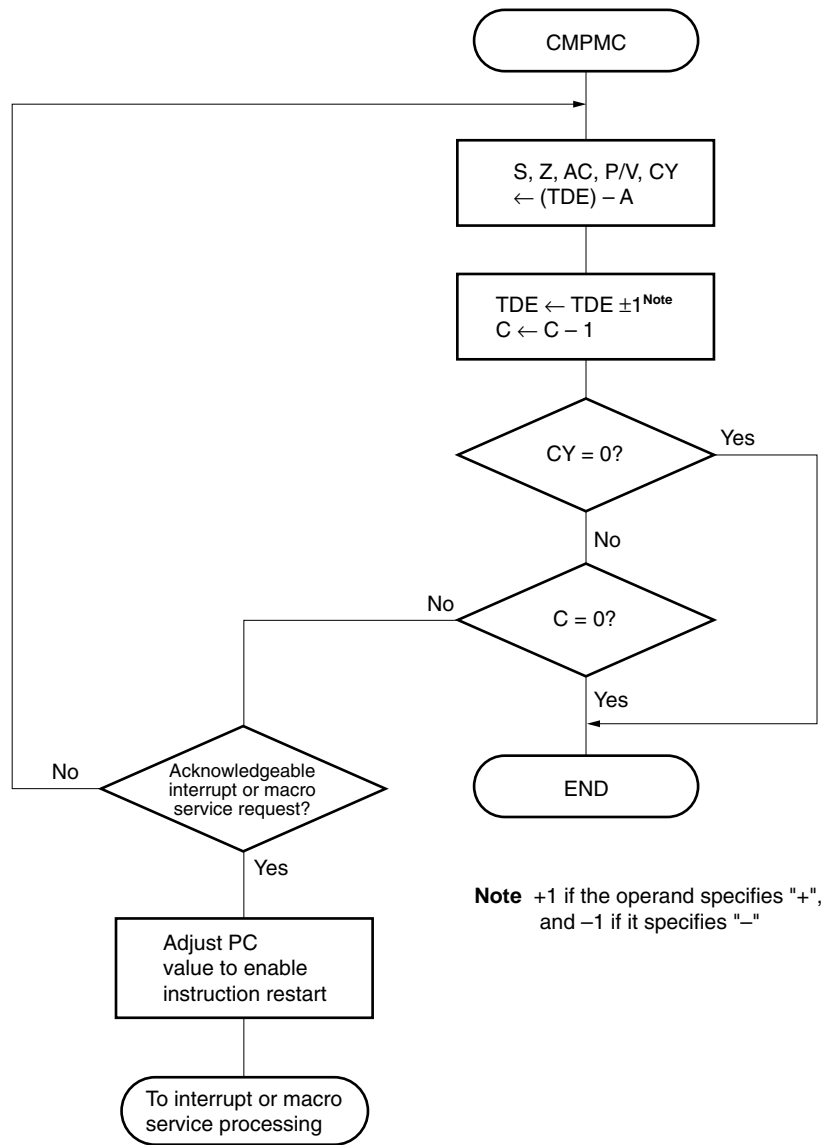 CMPMC
S, Z, AC, P/V, CY
← (TDE) – A
TDE ← TDE ±1Note
C ← C – 1
CY = 0?
Yes
No
C = 0?
No
Yes
END
Acknowledgeable
interrupt or macro
service request?
No
Yes
Adjust PC
value to enable
instruction restart
To interrupt or macro
service processing
Note +1 if the operand specifies "+",
and –1 if it specifies "–"